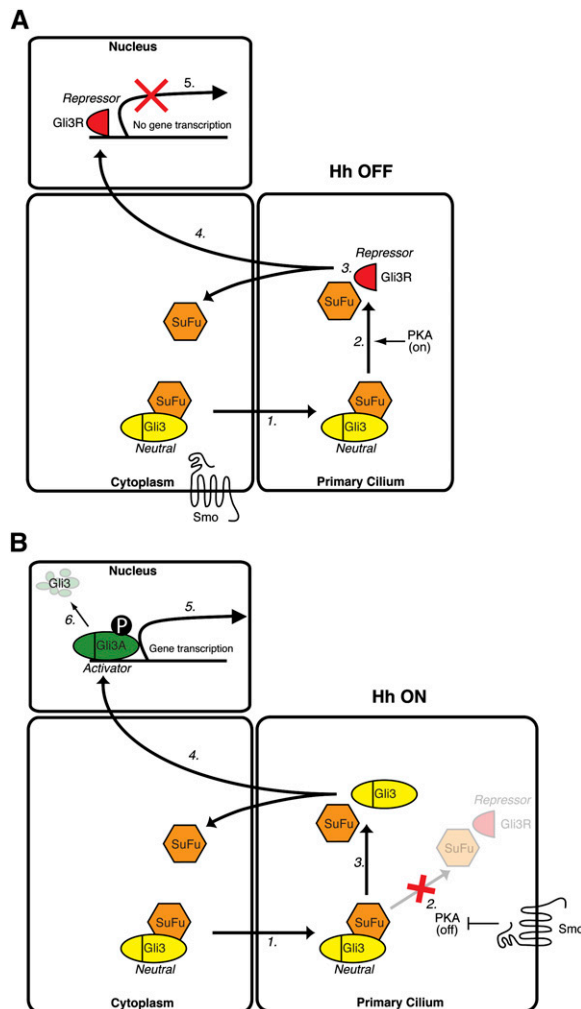 A
Nucleus
5.
Repressor
Gli3R
No gene transcription
Hh OFF
4.
3.
Repressor
Gli3R
SuFu
SuFu
2.
PKA
(on)
SuFu
Gli3
Neutral
1.
SuFu
Gli3
Neutral
Cytoplasm
Primary Cilium
Smo
B
Nucleus
Gli3
6.
P
5.
Gli3A
Gene transcription
Activator
Hh ON
4.
Gli3
Repressor
Gli3R
SuFu
SuFu
SuFu
3.
2.
SuFu
Gli3
Neutral
1.
SuFu
Gli3
Neutral
PKA
(off)
Smo
Cytoplasm
Primary Cilium